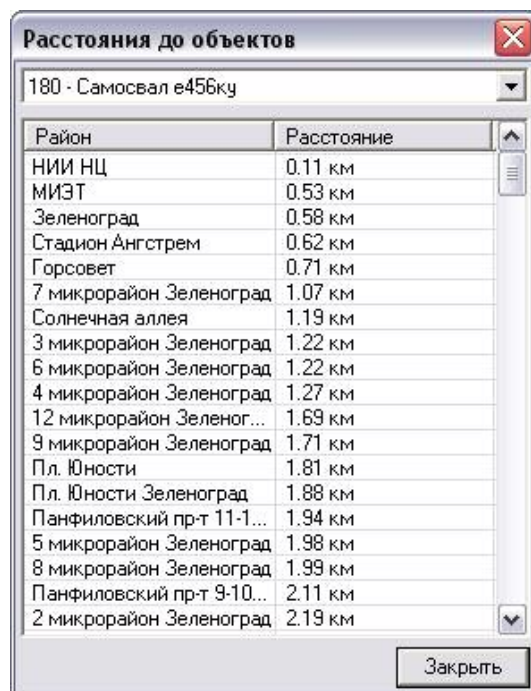 Расстояния до объектов
180 - Самосвал е456ку
Район Расстояние
НИИ НЦ 0.11 км
МИЭТ 0.53 км
Зеленоград 0.58 км
Стадион Ангстрем 0.62 км
Горсовет 0.71 км
7 микрорайон Зеленоград 1.07 км
Солнечная аллея 1.19 км
3 микрорайон Зеленоград 1.22 км
6 микрорайон Зеленоград 1.22 км
4 микрорайон Зеленоград 1.27 км
12 микрорайон Зеленог... 1.69 км
9 микрорайон Зеленоград 1.71 км
Пл. Юности 1.81 км
Пл. Юности Зеленоград 1.88 км
Панфиловский пр-т 11-1... 1.94 км
5 микрорайон Зеленоград 1.98 км
8 микрорайон Зеленоград 1.99 км
Панфиловский пр-т 9-10... 2.11 км
2 микрорайон Зеленоград 2.19 км
Закрыть